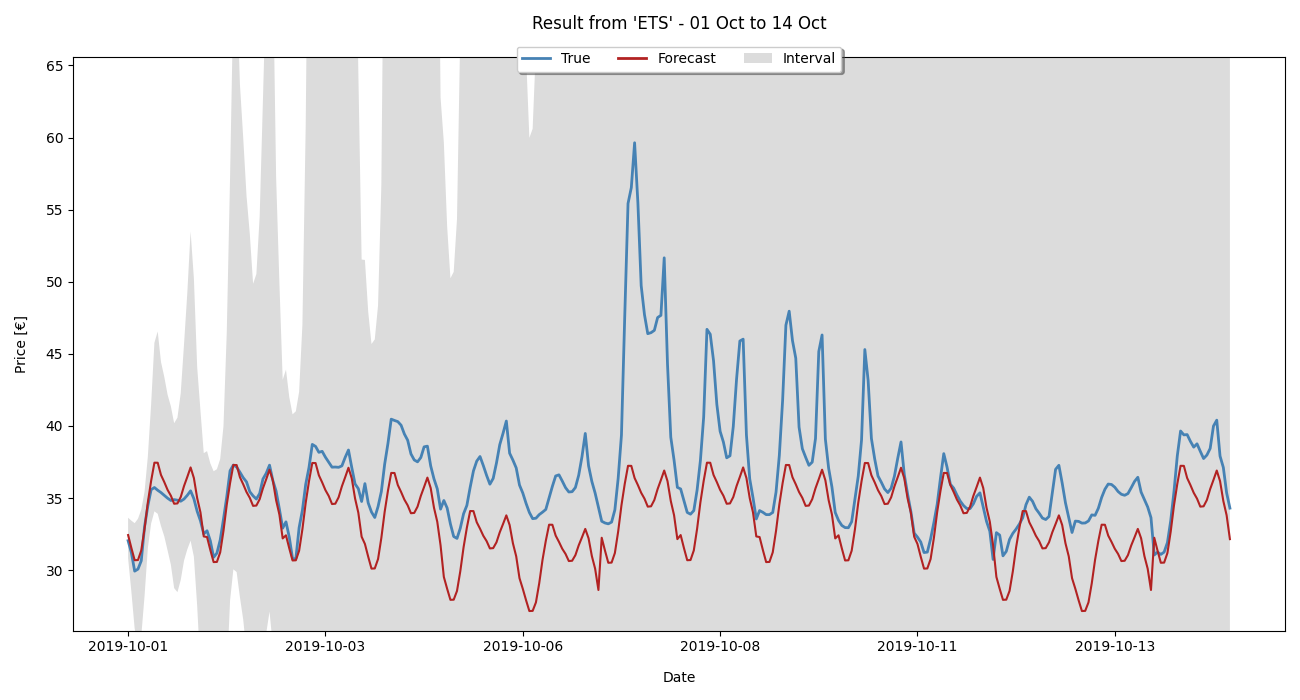 Result from 'ETS' - 01 Oct to 14 Oct
True Forecast Interval
65
60
55
50
45
40
35
30
Price [€]
2019-10-01 2019-10-03 2019-10-06 2019-10-08 2019-10-11 2019-10-13
Date